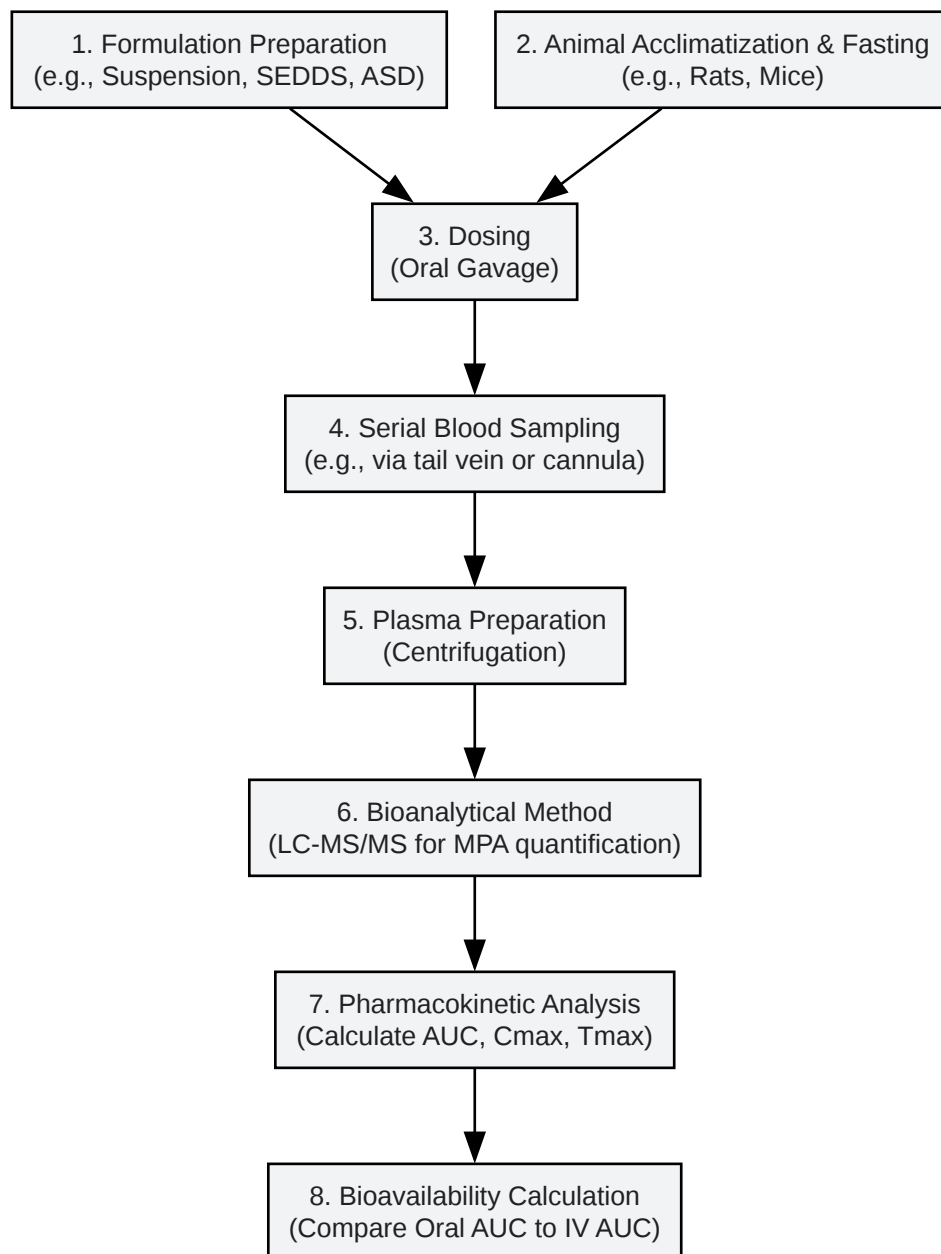 1. Formulation Preparation
(e.g., Suspension, SEDDS, ASD)
2. Animal Acclimatization & Fasting
(e.g., Rats, Mice)
3. Dosing
(Oral Gavage)
4. Serial Blood Sampling
(e.g., via tail vein or cannula)
5. Plasma Preparation
(Centrifugation)
6. Bioanalytical Method
(LC-MS/MS for MPA quantification)
7. Pharmacokinetic Analysis
(Calculate AUC, Cmax, Tmax)
8. Bioavailability Calculation
(Compare Oral AUC to IV AUC)